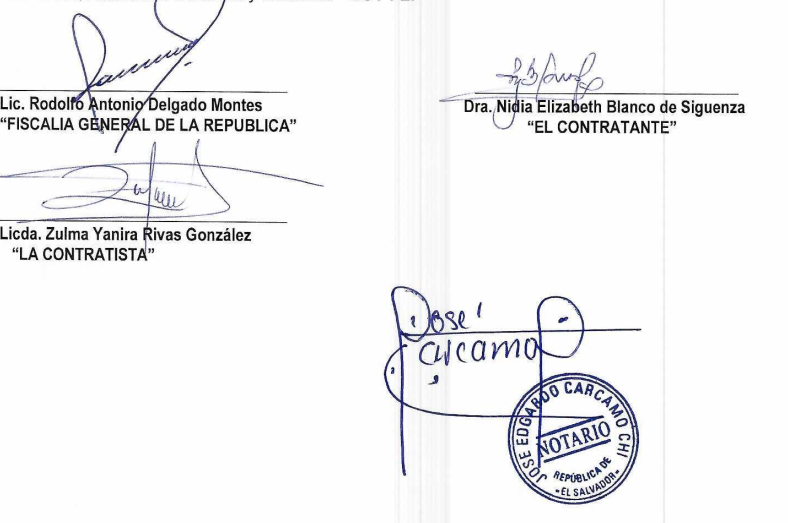 Lic. Rodolfo Antonio Delgado Montes
“FISCALIA GENERAL DE LA REPUBLICA”
Dra. Nidia Elizabeth Blanco de Siguenza
“EL CONTRATANTE”
Licda. Zulma Yanira Rivas González
“LA CONTRATISTA”
José
Carcamo
JOSE EDGARDO CARCAMO CHI
NOTARIO
REPÚBLICA DE
EL SALVADOR